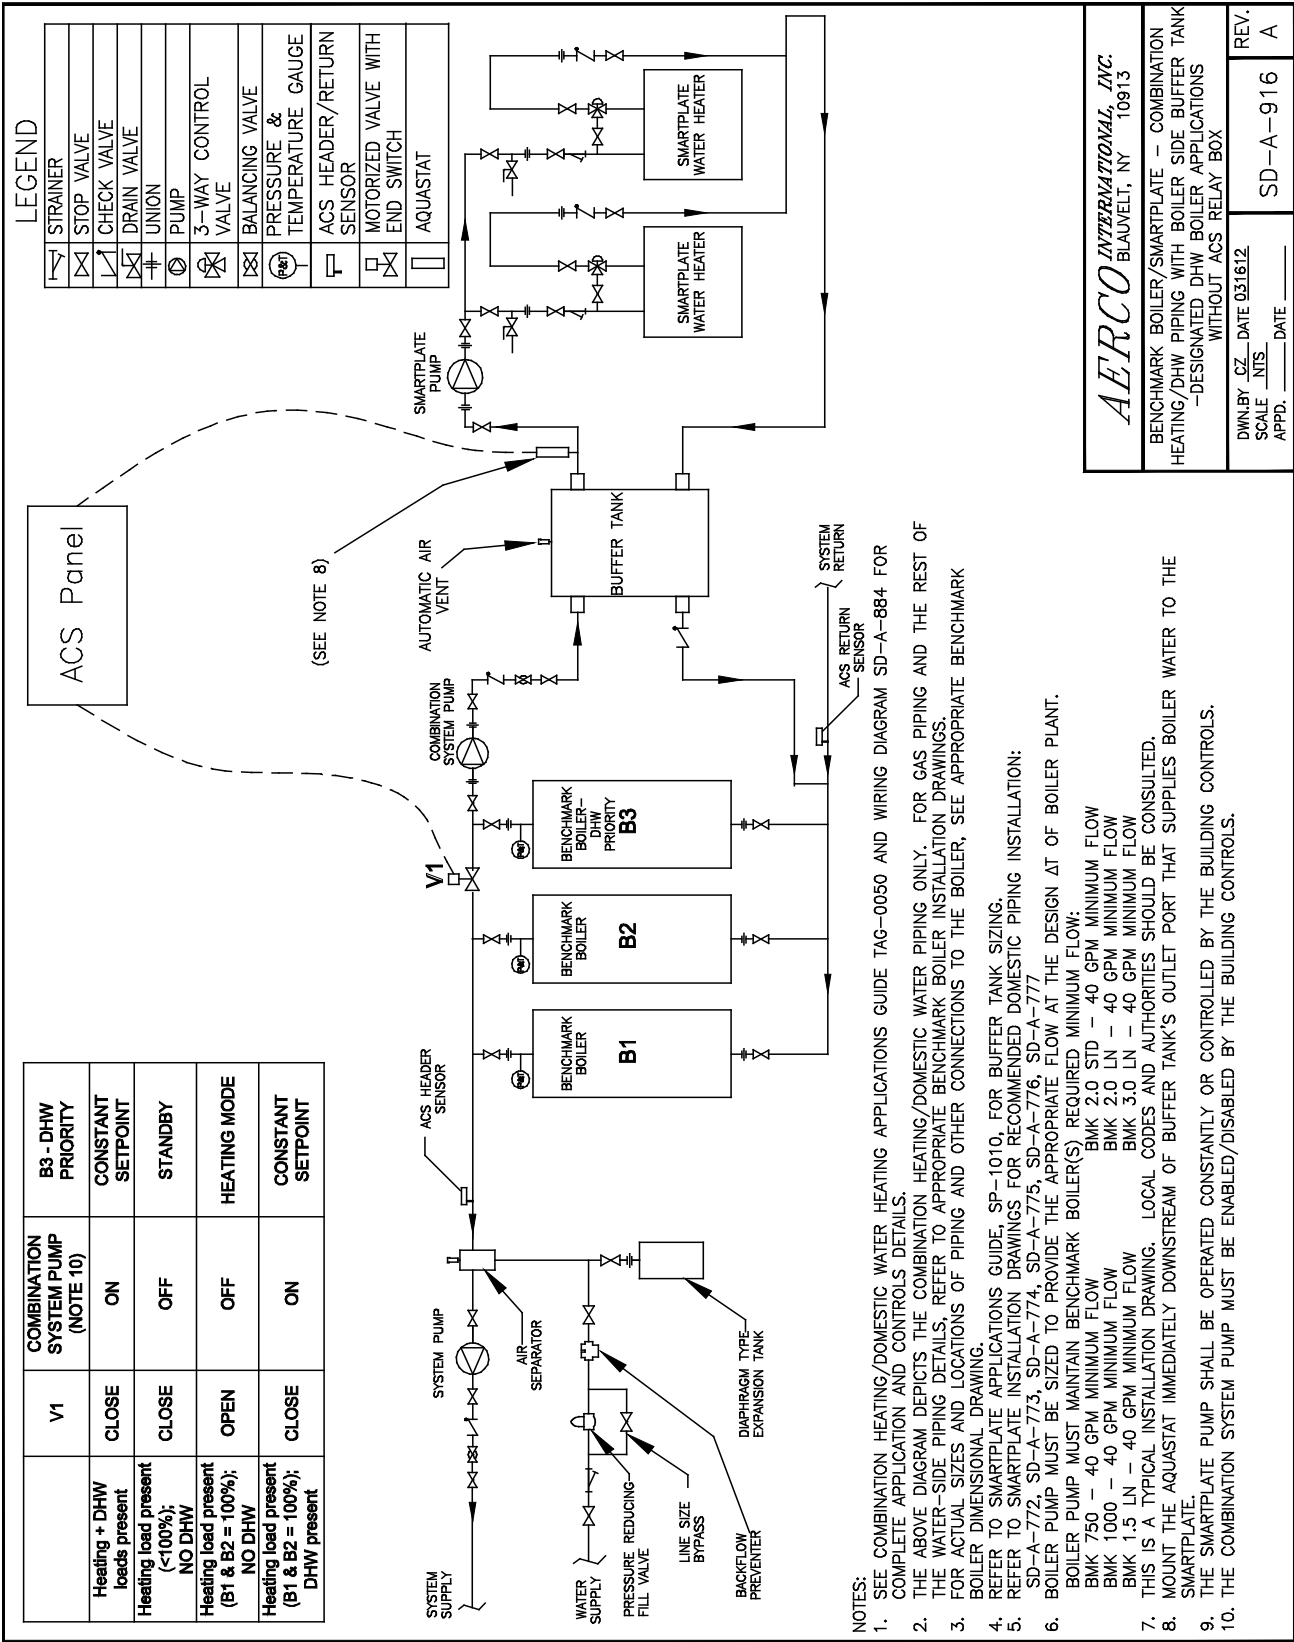 V1
COMBINATION
SYSTEM PUMP
(NOTE 10)
B3 - DHW
PRIORITY
Heating + DHW
loads present
CLOSE
ON
CONSTANT
SETPOINT
Heating load present
(<100%);
NO DHW
CLOSE
OFF
STANDBY
Heating load present
(B1 & B2 = 100%);
NO DHW
OPEN
OFF
HEATING MODE
Heating load present
(B1 & B2 = 100%);
DHW present
CLOSE
ON
CONSTANT
SETPOINT
ACS Panel
LEGEND
STRAINER
STOP VALVE
CHECK VALVE
DRAIN VALVE
UNION
PUMP
3-WAY CONTROL
VALVE
BALANCING VALVE
P&T
PRESSURE &
TEMPERATURE GAUGE
ACS HEADER/RETURN
SENSOR
MOTORIZED VALVE WITH
END SWITCH
AQUASTAT
(SEE NOTE 8)
SYSTEM
SUPPLY
SYSTEM PUMP
AIR
SEPARATOR
ACS HEADER
SENSOR
V1
COMBINATION
SYSTEM PUMP
AUTOMATIC AIR
VENT
SMARTPLATE
PUMP
P&T
P&T
P&T
BENCHMARK
BOILER
B1
BENCHMARK
BOILER
B2
BENCHMARK
BOILER-
DHW
PRIORITY
B3
BUFFER TANK
SMARTPLATE
WATER HEATER
SMARTPLATE
WATER HEATER
WATER
SUPPLY
PRESSURE REDUCING
FILL VALVE
LINE SIZE
BYPASS
BACKFLOW
PREVENTER
DIAPHRAGM TYPE
EXPANSION TANK
ACS RETURN
SENSOR
SYSTEM
RETURN
NOTES:
1. SEE COMBINATION HEATING/DOMESTIC WATER HEATING APPLICATIONS GUIDE TAG-0050 AND WIRING DIAGRAM SD-A-884 FOR
COMPLETE APPLICATION AND CONTROLS DETAILS.
2. THE ABOVE DIAGRAM DEPICTS THE COMBINATION HEATING/DOMESTIC WATER PIPING ONLY. FOR GAS PIPING AND THE REST OF
THE WATER-SIDE PIPING DETAILS, REFER TO APPROPRIATE BENCHMARK BOILER INSTALLATION DRAWINGS.
3. FOR ACTUAL SIZES AND LOCATIONS OF PIPING AND OTHER CONNECTIONS TO THE BOILER, SEE APPROPRIATE BENCHMARK
BOILER DIMENSIONAL DRAWING.
4. REFER TO SMARTPLATE APPLICATIONS GUIDE, SP-1010, FOR BUFFER TANK SIZING.
5. REFER TO SMARTPLATE INSTALLATION DRAWINGS FOR RECOMMENDED DOMESTIC PIPING INSTALLATION:
SD-A-772, SD-A-773, SD-A-774, SD-A-775, SD-A-776, SD-A-777
6. BOILER PUMP MUST BE SIZED TO PROVIDE THE APPROPRIATE FLOW AT THE DESIGN ΔT OF BOILER PLANT.
BOILER PUMP MUST MAINTAIN BENCHMARK BOILER(S) REQUIRED MINIMUM FLOW:
BMK 750 - 40 GPM MINIMUM FLOW BMK 2.0 STD - 40 GPM MINIMUM FLOW
BMK 1000 - 40 GPM MINIMUM FLOW BMK 2.0 LN - 40 GPM MINIMUM FLOW
BMK 1.5 LN - 40 GPM MINIMUM FLOW BMK 3.0 LN - 40 GPM MINIMUM FLOW
7. THIS IS A TYPICAL INSTALLATION DRAWING. LOCAL CODES AND AUTHORITIES SHOULD BE CONSULTED.
8. MOUNT THE AQUASTAT IMMEDIATELY DOWNSTREAM OF BUFFER TANK'S OUTLET PORT THAT SUPPLIES BOILER WATER TO THE
SMARTPLATE.
9. THE SMARTPLATE PUMP SHALL BE OPERATED CONSTANTLY OR CONTROLLED BY THE BUILDING CONTROLS.
10. THE COMBINATION SYSTEM PUMP MUST BE ENABLED/DISABLED BY THE BUILDING CONTROLS.
AERCO INTERNATIONAL, INC.
BLAUVELT, NY 10913
BENCHMARK BOILER/SMARTPLATE - COMBINATION
HEATING/DHW PIPING WITH BOILER SIDE BUFFER TANK
-DESIGNATED DHW BOILER APPLICATIONS
WITHOUT ACS RELAY BOX
DWN.BY CZ DATE 031612
SCALE NTS
APPD. DATE
SD-A-916
REV.
A